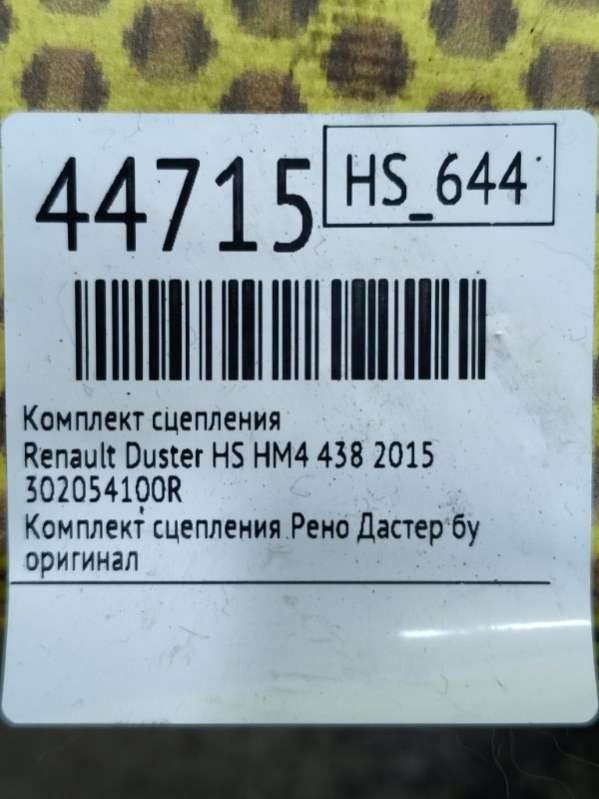 44715
HS_644
Комплект сцепления
Renault Duster HS HM4 438 2015
302054100R
Комплект сцепления Рено Дастер бу
оригинал